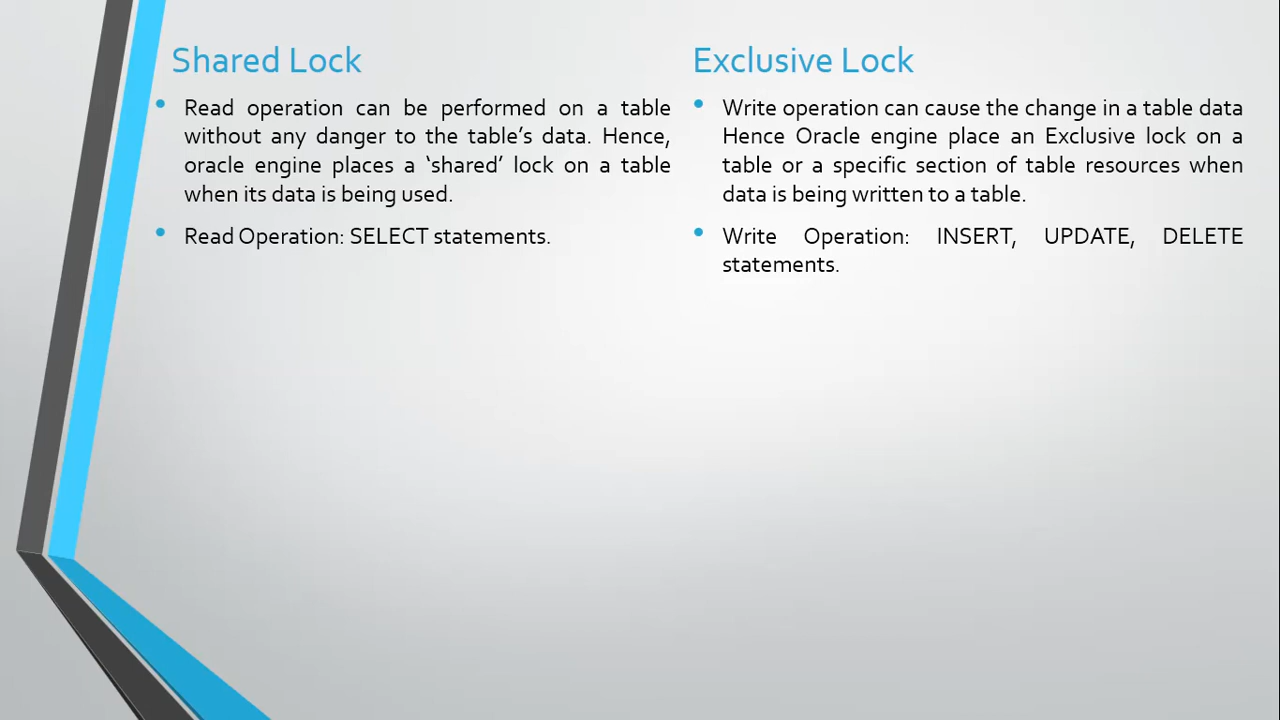 Shared Lock
Read operation can be performed on a table
without any danger to the table's data. Hence,
oracle engine places a ‘shared’ lock on a table
when its data is being used.
Read Operation: SELECT statements.
Exclusive Lock
Write operation can cause the change in a table data
Hence Oracle engine place an Exclusive lock on a
table or a specific section of table resources when
data is being written to a table.
Write Operation: INSERT, UPDATE, DELETE
statements.